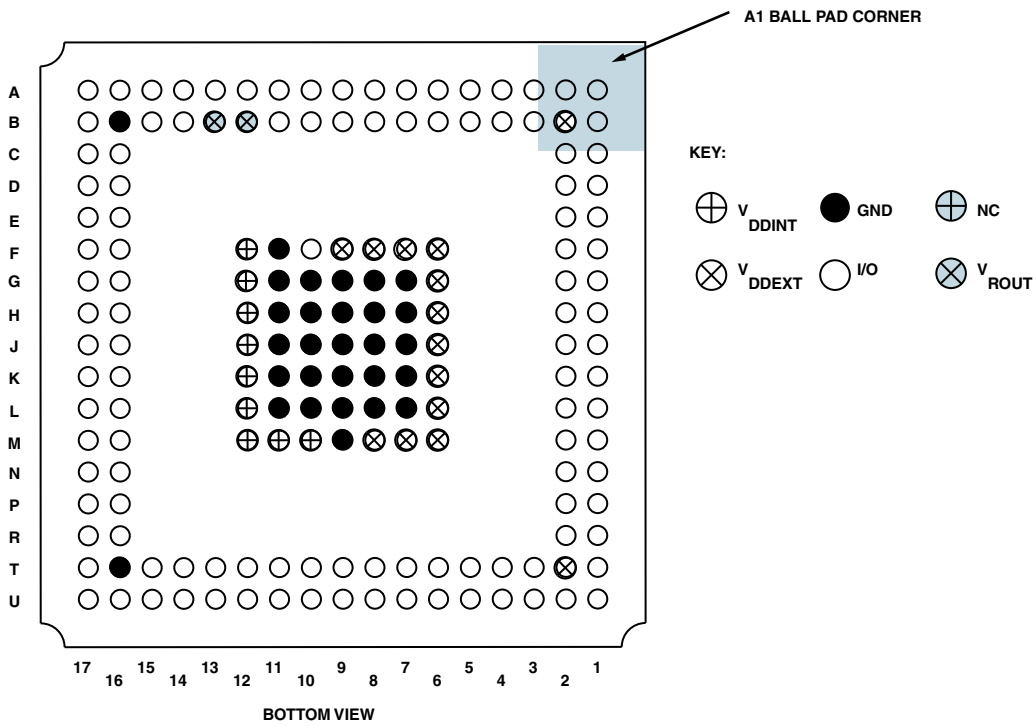 A1 BALL PAD CORNER
A
B
C
D
E
F
G
H
J
K
L
M
N
P
R
T
U
KEY:
VDDINT
GND
NC
VDDEXT
I/O
VROUT
17 16 15 14 13 12 11 10 9 8 7 6 5 4 3 2 1
BOTTOM VIEW